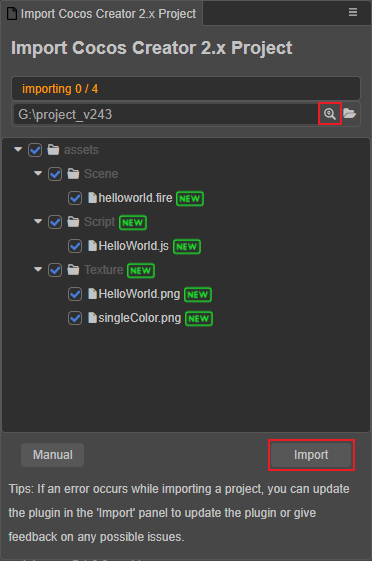 Import Cocos Creator 2.x Project
Import Cocos Creator 2.x Project
importing 0 / 4
G:\project_v243
assets
Scene
helloworld.fire NEW
Script NEW
HelloWorld.js NEW
Texture NEW
HelloWorld.png NEW
singleColor.png NEW
Manual Import
Tips: If an error occurs while importing a project, you can update
the plugin in the 'Import' panel to update the plugin or give
feedback on any possible issues.